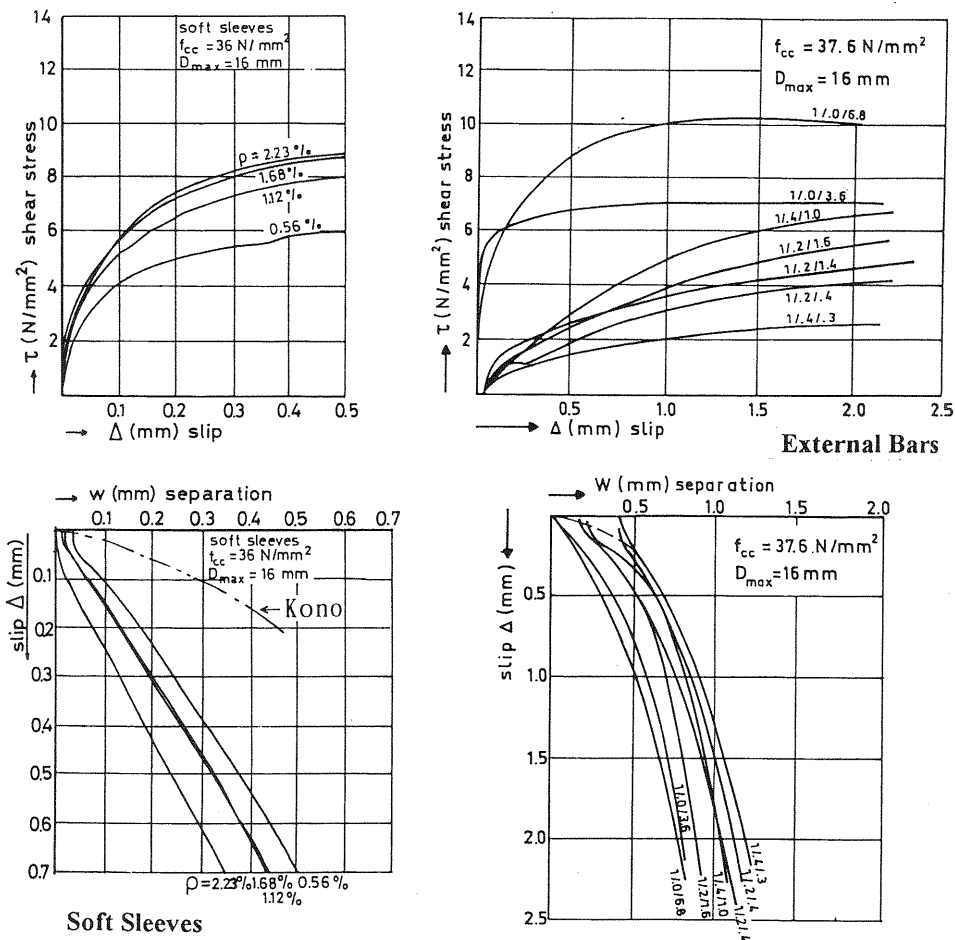 14
12
10
8
6
4
2
τ (N/mm²) shear stress
soft sleeves
fcc = 36 N/mm²
Dmax = 16 mm
ρ = 2.23 %
1.68 %
1.12 %
0.56 %
0.1 0.2 0.3 0.4 0.5
Δ (mm) slip
14
12
10
8
6
4
2
τ (N/mm²) shear stress
fcc = 37.6 N/mm²
Dmax = 16 mm
1/.0/6.8
1/.0/3.6
1/.4/1.0
1/.2/1.6
1/.2/1.4
1/.2/.4
1/.4/.3
0.5 1.0 1.5 2.0 2.5
Δ (mm) slip
External Bars
w (mm) separation
0.1 0.2 0.3 0.4 0.5 0.6 0.7
slip Δ (mm)
soft sleeves
fcc = 36 N/mm²
Dmax = 16 mm
Kono
0.1
0.2
0.3
0.4
0.5
0.6
0.7
ρ = 2.23% 1.68% 0.56 %
1.12 %
Soft Sleeves
W (mm) separation
0.5 1.0 1.5 2.0
slip Δ (mm)
fcc = 37.6 N/mm²
Dmax = 16 mm
0.5
1.0
1.5
2.0
2.5
1/.0/3.6
1/.0/6.8
1/.2/1.6
1/.4/1.0
1/.2/.4
1/.2/.4
1/.4/.3